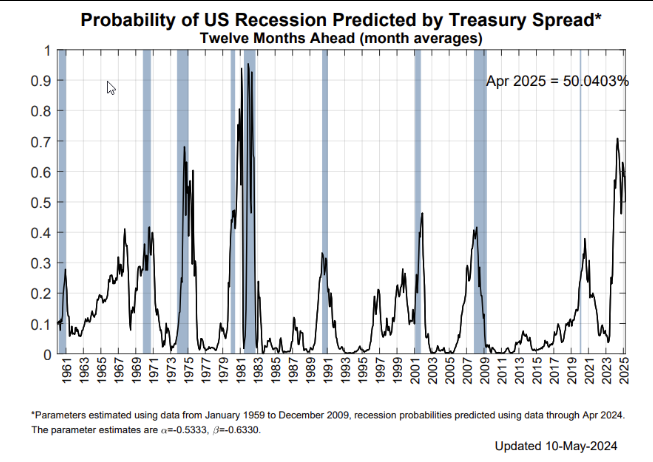 Probability of US Recession Predicted by Treasury Spread*
Twelve Months Ahead (month averages)
Apr 2025 = 50.0403%
1
0.9
0.8
0.7
0.6
0.5
0.4
0.3
0.2
0.1
0
1961 1963 1965 1967 1969 1971 1973 1975 1977 1979 1981 1983 1985 1987 1989 1991 1993 1995 1997 1999 2001 2003 2005 2007 2009 2011 2013 2015 2017 2019 2021 2023 2025
*Parameters estimated using data from January 1959 to December 2009, recession probabilities predicted using data through Apr 2024.
The parameter estimates are α=-0.5333, β=-0.6330.
Updated 10-May-2024